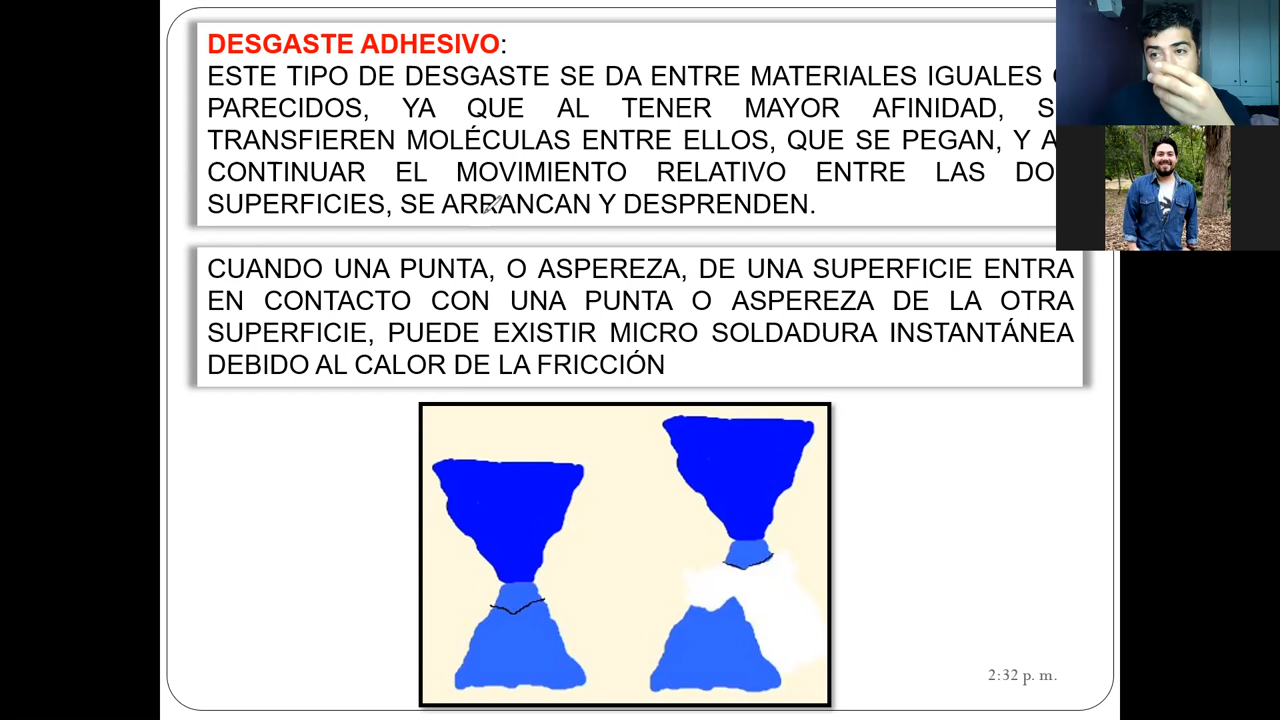 DESGASTE ADHESIVO:
ESTE TIPO DE DESGASTE SE DA ENTRE MATERIALES IGUALES
PARECIDOS, YA QUE AL TENER MAYOR AFINIDAD,
TRANSFIEREN MOLÉCULAS ENTRE ELLOS, QUE SE PEGAN, Y
CONTINUAR EL MOVIMIENTO RELATIVO ENTRE LAS
SUPERFICIES, SE ARRANCAN Y DESPRENDEN.
CUANDO UNA PUNTA, O ASPEREZA, DE UNA SUPERFICIE ENTRA
EN CONTACTO CON UNA PUNTA O ASPEREZA DE LA OTRA
SUPERFICIE, PUEDE EXISTIR MICRO SOLDADURA INSTANTÁNEA
DEBIDO AL CALOR DE LA FRICCIÓN
2:32 p. m.